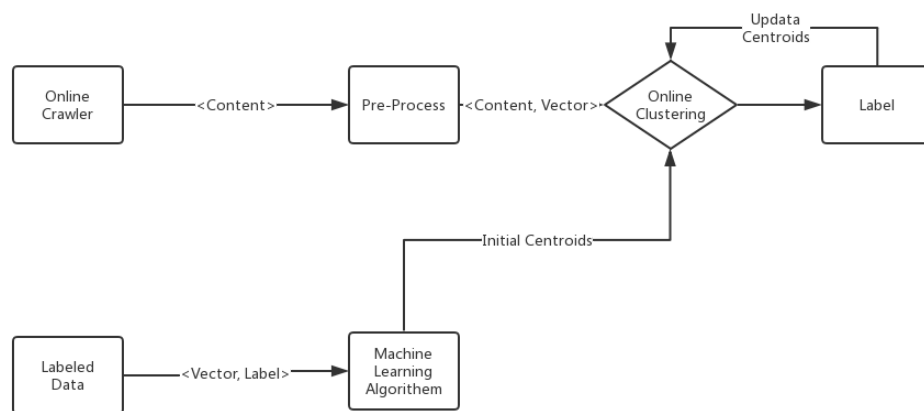 Updata
Centroids
Online
Crawler
<Content>
Pre-Process
<Content, Vector>
Online
Clustering
Label
Initial Centroids
Labeled
Data
<Vector, Label>
Machine
Learning
Algorithem